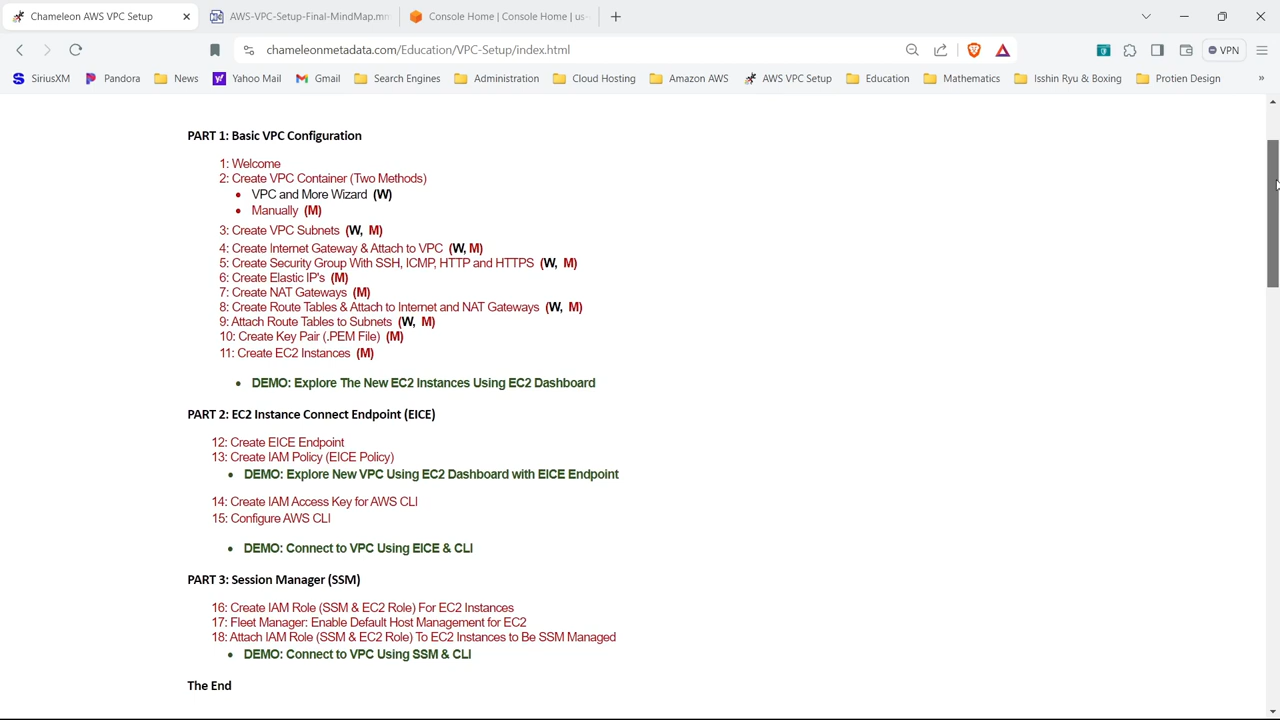 Chameleon AWS VPC Setup
AWS-VPC-Setup-Final-MindMap.mn
Console Home | Console Home | us-
chameleonmetadata.com/Education/VPC-Setup/index.html
VPN
SiriusXM
Pandora
News
Yahoo Mail
Gmail
Search Engines
Administration
Cloud Hosting
Amazon AWS
AWS VPC Setup
Education
Mathematics
Isshin Ryu & Boxing
Protien Design
»
PART 1: Basic VPC Configuration
1: Welcome
2: Create VPC Container (Two Methods)
• VPC and More Wizard (W)
• Manually (M)
3: Create VPC Subnets (W, M)
4: Create Internet Gateway & Attach to VPC (W, M)
5: Create Security Group With SSH, ICMP, HTTP and HTTPS (W, M)
6: Create Elastic IP's (M)
7: Create NAT Gateways (M)
8: Create Route Tables & Attach to Internet and NAT Gateways (W, M)
9: Attach Route Tables to Subnets (W, M)
10: Create Key Pair (.PEM File) (M)
11: Create EC2 Instances (M)
• DEMO: Explore The New EC2 Instances Using EC2 Dashboard
PART 2: EC2 Instance Connect Endpoint (EICE)
12: Create EICE Endpoint
13: Create IAM Policy (EICE Policy)
• DEMO: Explore New VPC Using EC2 Dashboard with EICE Endpoint
14: Create IAM Access Key for AWS CLI
15: Configure AWS CLI
• DEMO: Connect to VPC Using EICE & CLI
PART 3: Session Manager (SSM)
16: Create IAM Role (SSM & EC2 Role) For EC2 Instances
17: Fleet Manager: Enable Default Host Management for EC2
18: Attach IAM Role (SSM & EC2 Role) To EC2 Instances to Be SSM Managed
• DEMO: Connect to VPC Using SSM & CLI
The End